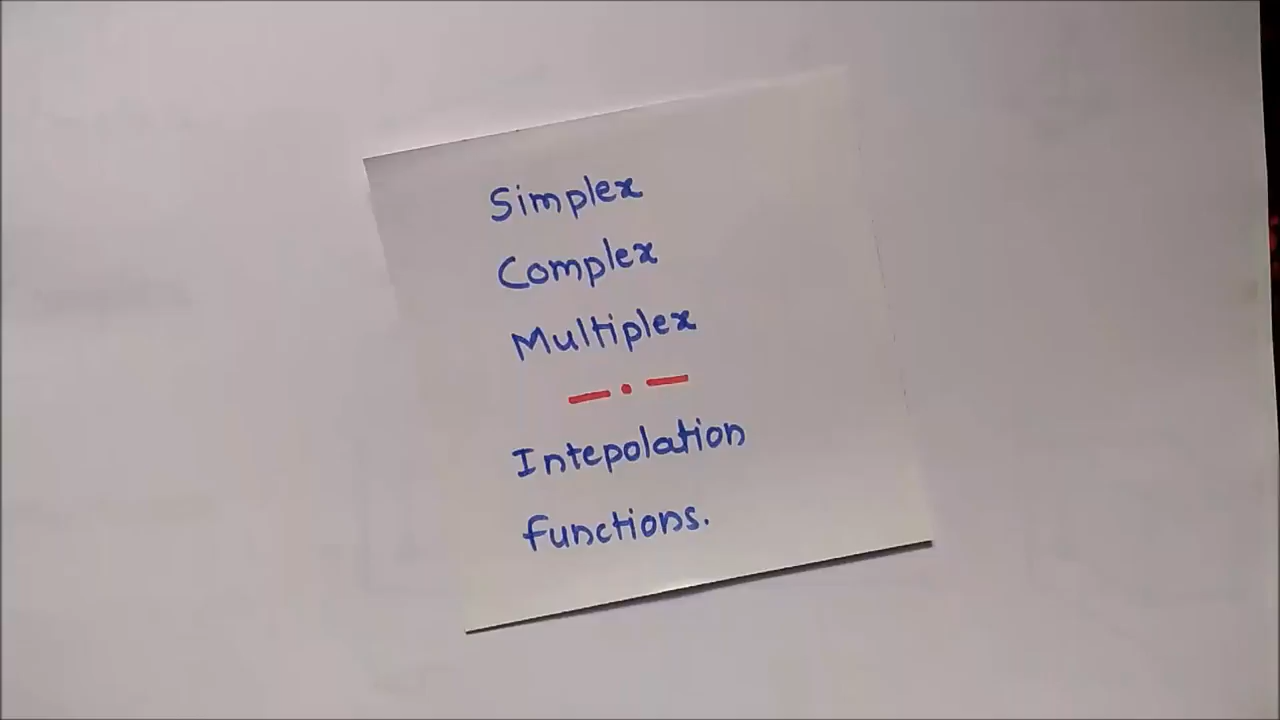 Simplex
Complex
Multiplex
Intepolation
functions.